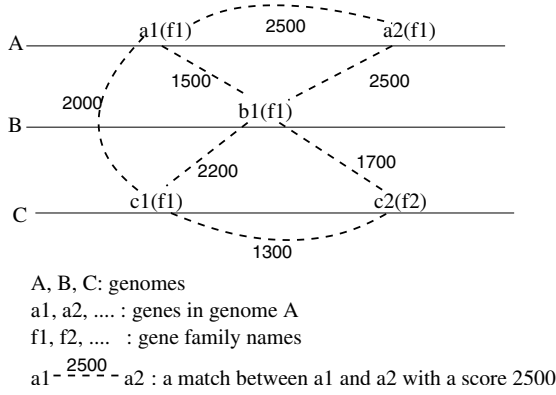 a1(f1) 2500 a2(f1)
A
1500 2500
2000
b1(f1)
B
2200 1700
c1(f1) c2(f2)
C
1300
A, B, C: genomes
a1, a2, .... : genes in genome A
f1, f2, .... : gene family names
a1 2500 a2 : a match between a1 and a2 with a score 2500